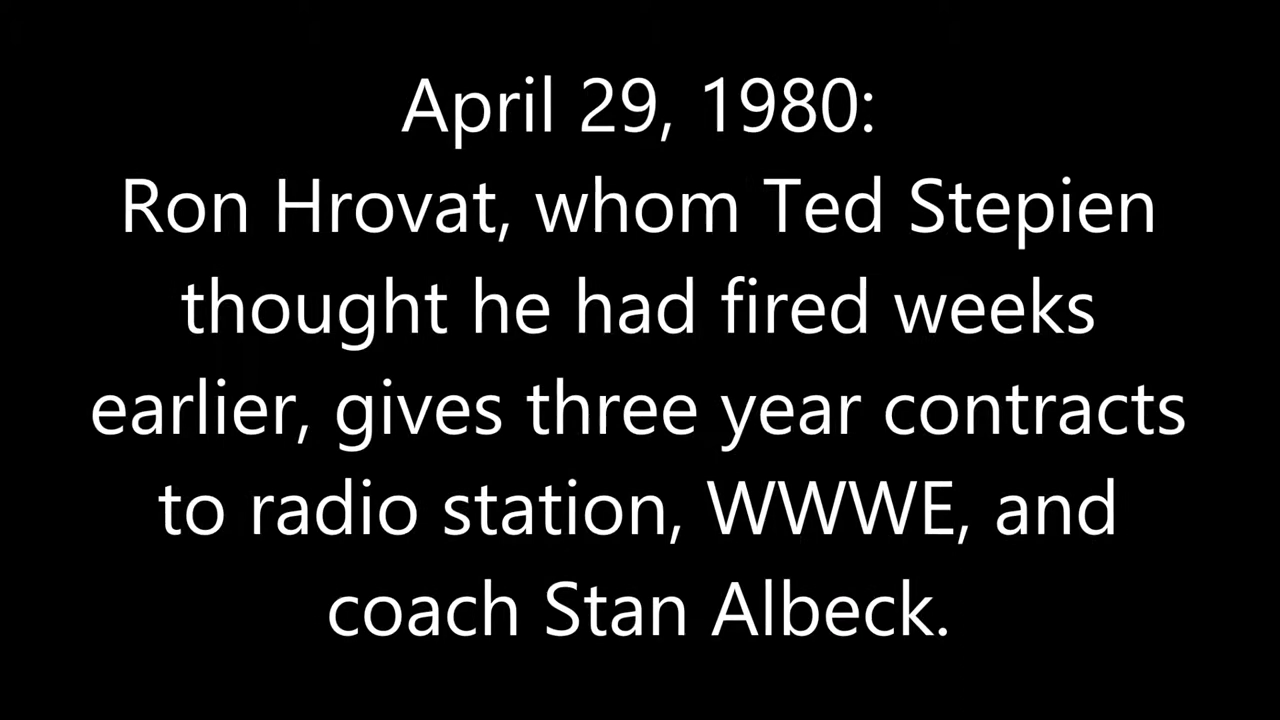 April 29, 1980:
Ron Hrovat, whom Ted Stepien
thought he had fired weeks
earlier, gives three year contracts
to radio station, WWWE, and
coach Stan Albeck.